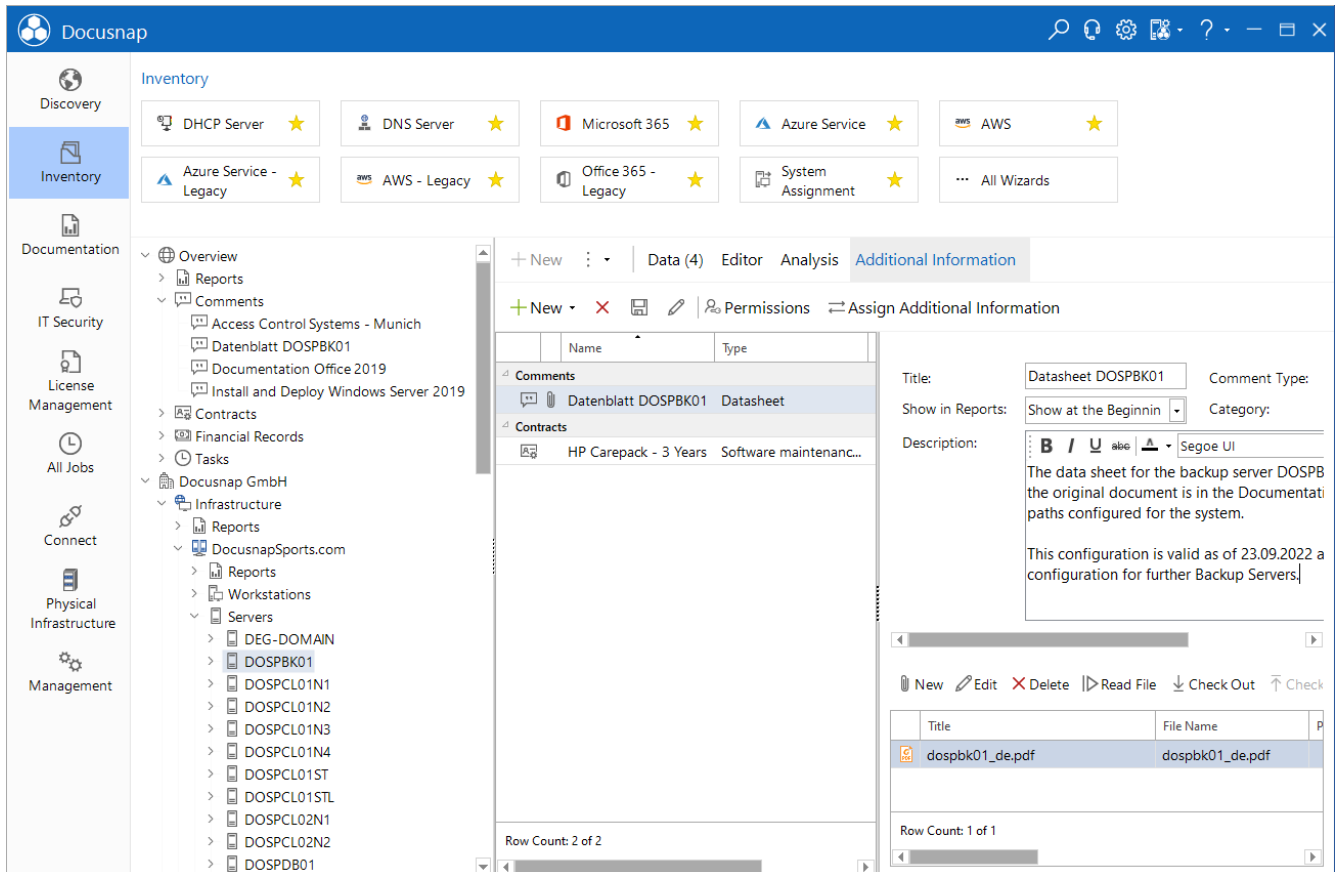 Docusnap
Discovery
Inventory
Documentation
IT Security
License
Management
All Jobs
Connect
Physical
Infrastructure
Management
Inventory
DHCP Server
DNS Server
Microsoft 365
Azure Service
aws AWS
Azure Service -
Legacy
aws AWS - Legacy
Office 365 -
Legacy
System
Assignment
All Wizards
Overview
Reports
Comments
Access Control Systems - Munich
Datenblatt DOSPBK01
Documentation Office 2019
Install and Deploy Windows Server 2019
Contracts
Financial Records
Tasks
Docusnap GmbH
Infrastructure
Reports
DocusnapSports.com
Reports
Workstations
Servers
DEG-DOMAIN
DOSPBK01
DOSPCL01N1
DOSPCL01N2
DOSPCL01N3
DOSPCL01N4
DOSPCL01ST
DOSPCL01STL
DOSPCL02N1
DOSPCL02N2
DOSPDB01
New Data (4) Editor Analysis Additional Information
New Permissions Assign Additional Information
Name Type
Comments
Datenblatt DOSPBK01 Datasheet
Contracts
HP Carepack - 3 Years Software maintenanc...
Row Count: 2 of 2
Title: Datasheet DOSPBK01 Comment Type:
Show in Reports: Show at the Beginnin Category:
Description:
B I U abc A Segoe UI
The data sheet for the backup server DOSPB
the original document is in the Documentati
paths configured for the system.
This configuration is valid as of 23.09.2022 a
configuration for further Backup Servers.
New Edit Delete Read File Check Out Check
Title File Name P
dospbk01_de.pdf dospbk01_de.pdf
Row Count: 1 of 1